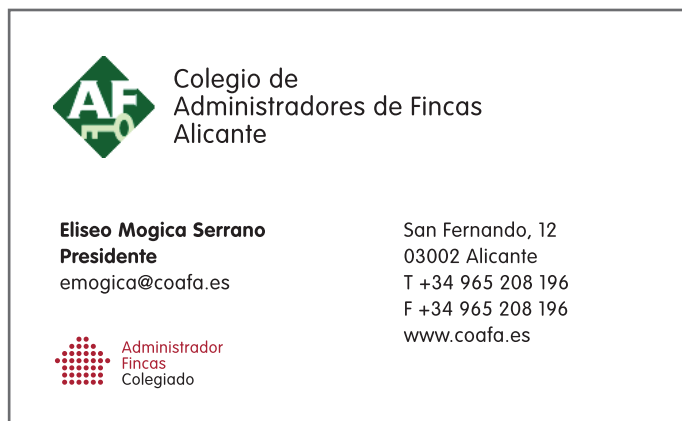 AF
Colegio de
Administradores de Fincas
Alicante
Eliseo Mogica Serrano
Presidente
emogica@coafa.es
San Fernando, 12
03002 Alicante
T +34 965 208 196
F +34 965 208 196
www.coafa.es
Administrador
Fincas
Colegiado